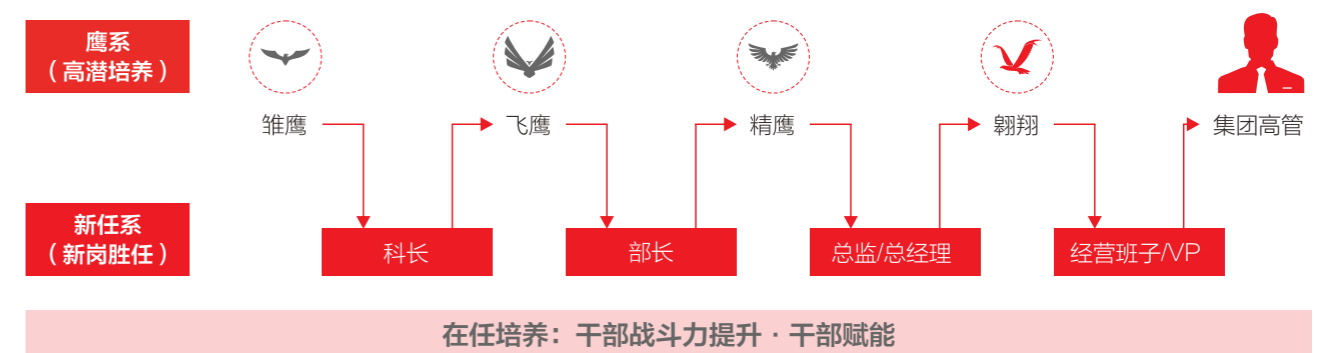 鹰系
（高潜培养）
雏鹰
飞鹰
精鹰
翱翔
集团高管
新任系
（新岗胜任）
科长
部长
总监/总经理
经营班子/VP
在任培养：干部战斗力提升 · 干部赋能